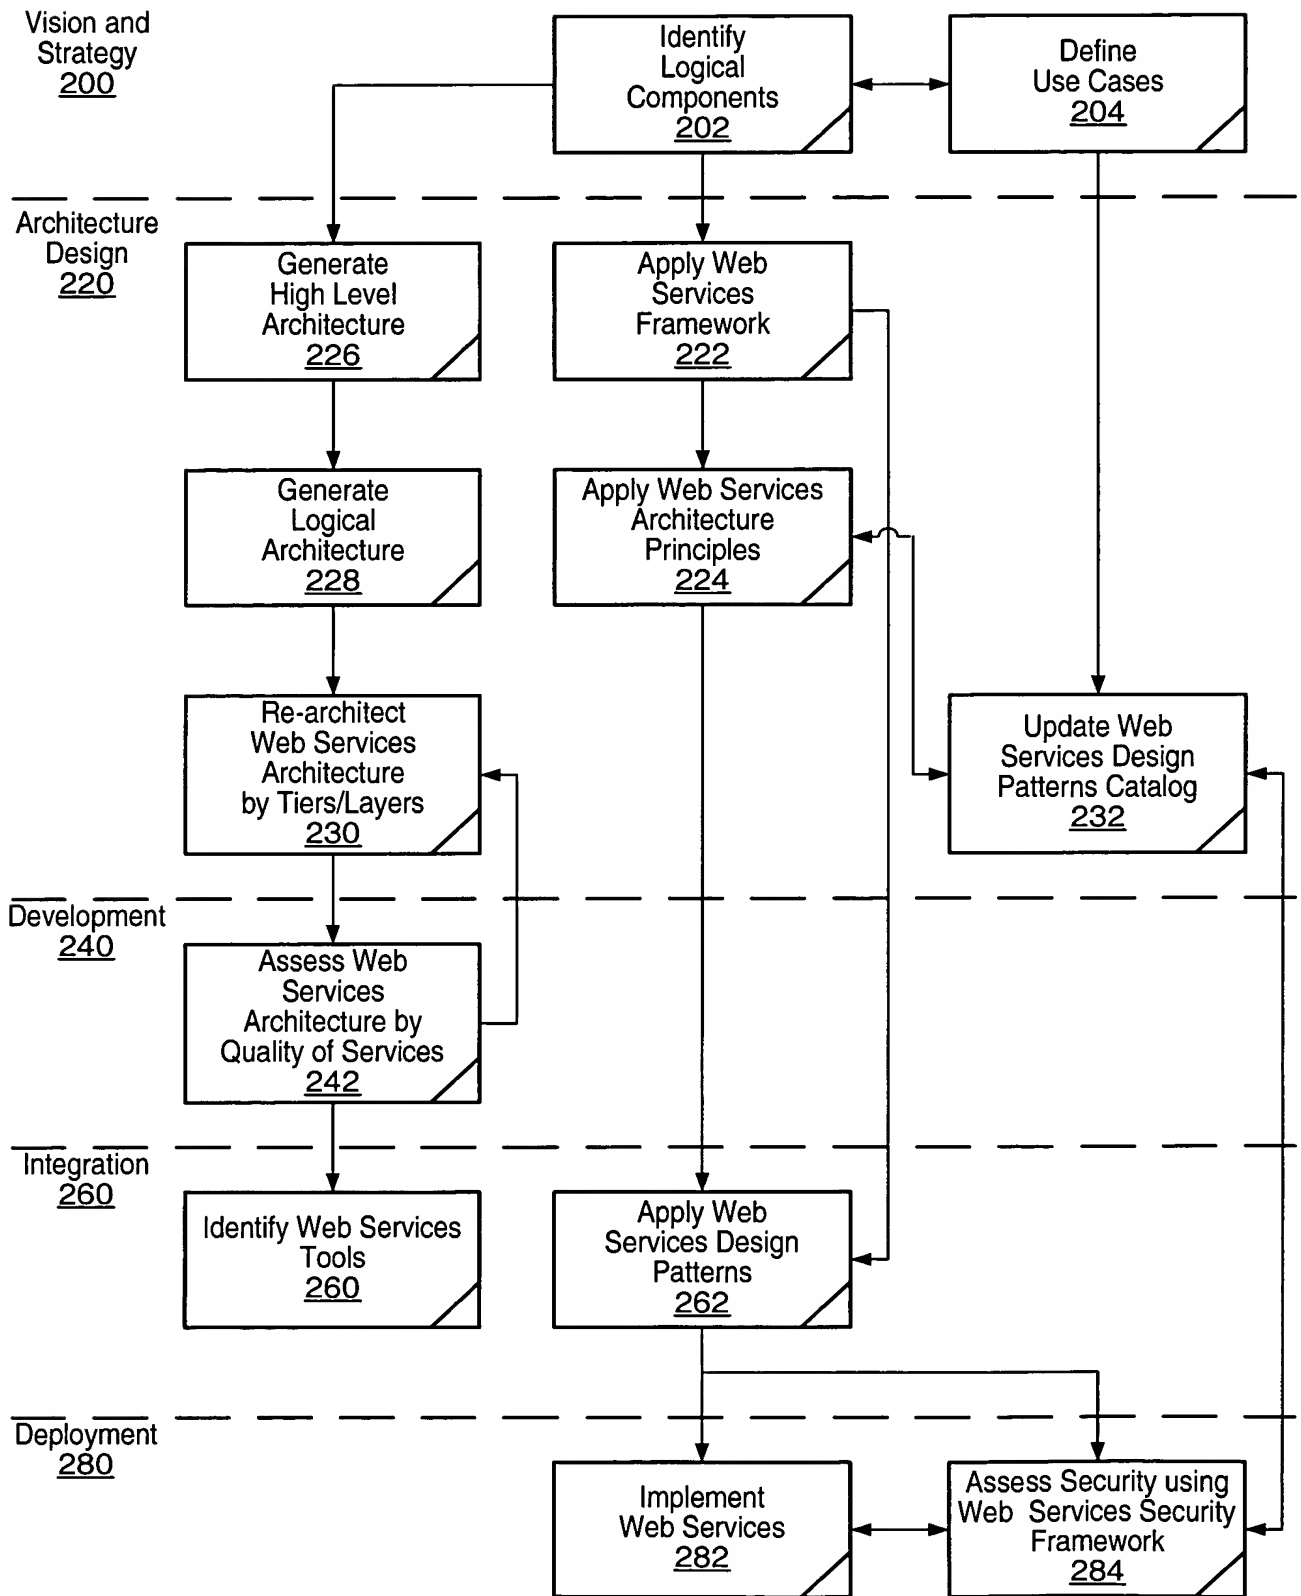 Vision and
Strategy
200
Identify
Logical
Components
202
Define
Use Cases
204
Architecture
Design
220
Generate
High Level
Architecture
226
Apply Web
Services
Framework
222
Generate
Logical
Architecture
228
Apply Web Services
Architecture
Principles
224
Re-architect
Web Services
Architecture
by Tiers/Layers
230
Update Web
Services Design
Patterns Catalog
232
Development
240
Assess Web
Services
Architecture by
Quality of Services
242
Integration
260
Identify Web Services
Tools
260
Apply Web
Services Design
Patterns
262
Deployment
280
Implement
Web Services
282
Assess Security using
Web Services Security
Framework
284